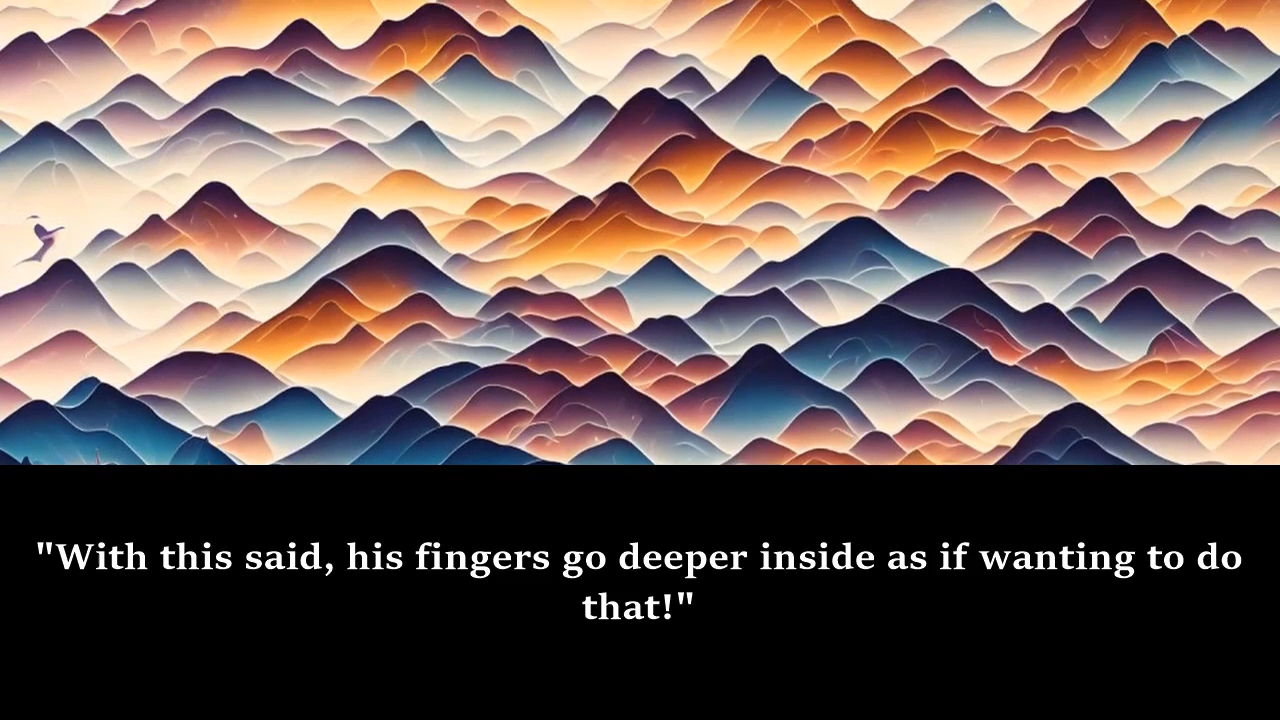 "With this said, his fingers go deeper inside as if wanting to do
that!"